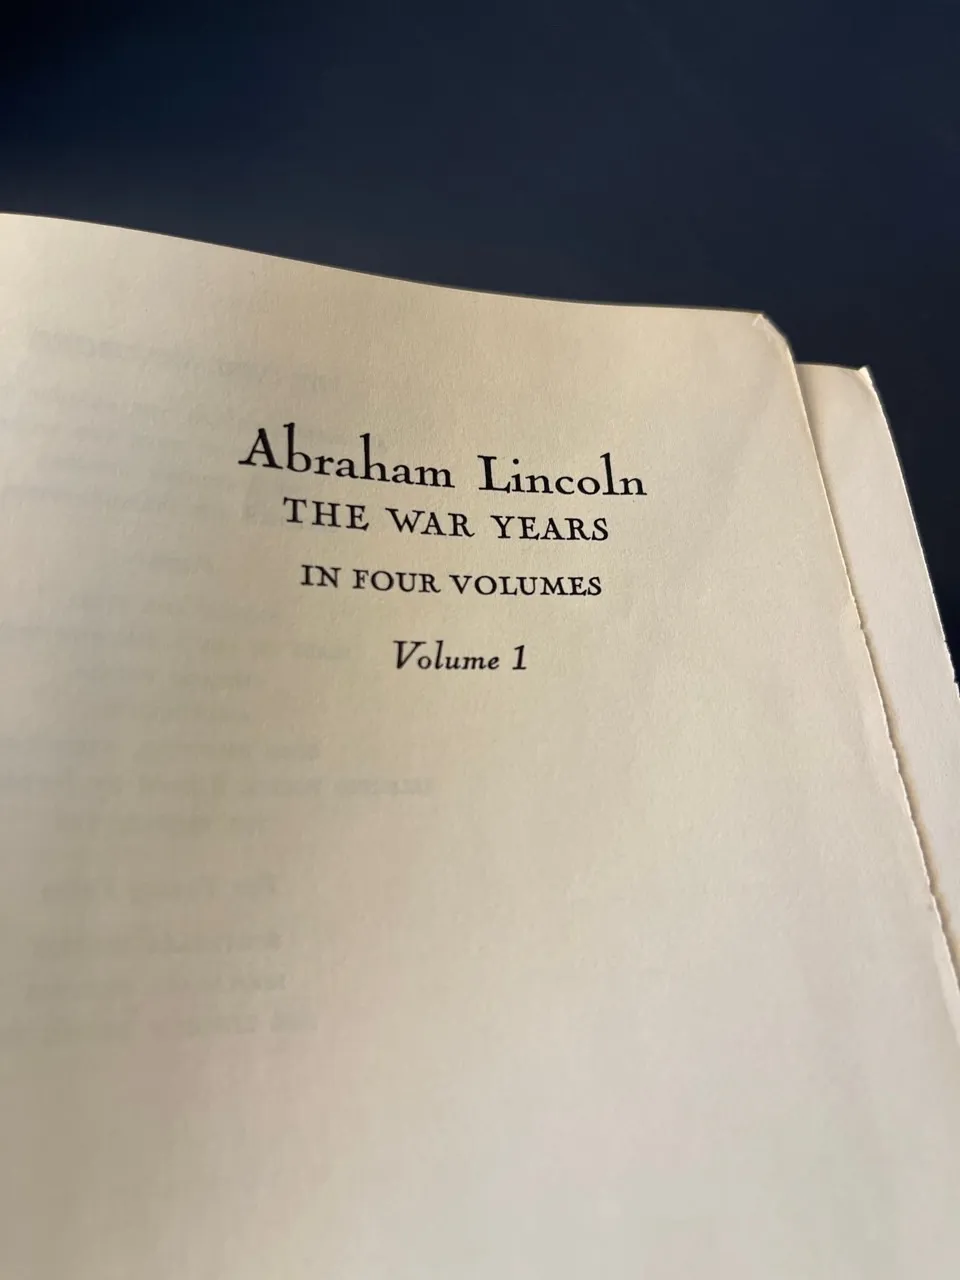 Abraham Lincoln
THE WAR YEARS
IN FOUR VOLUMES
Volume 1